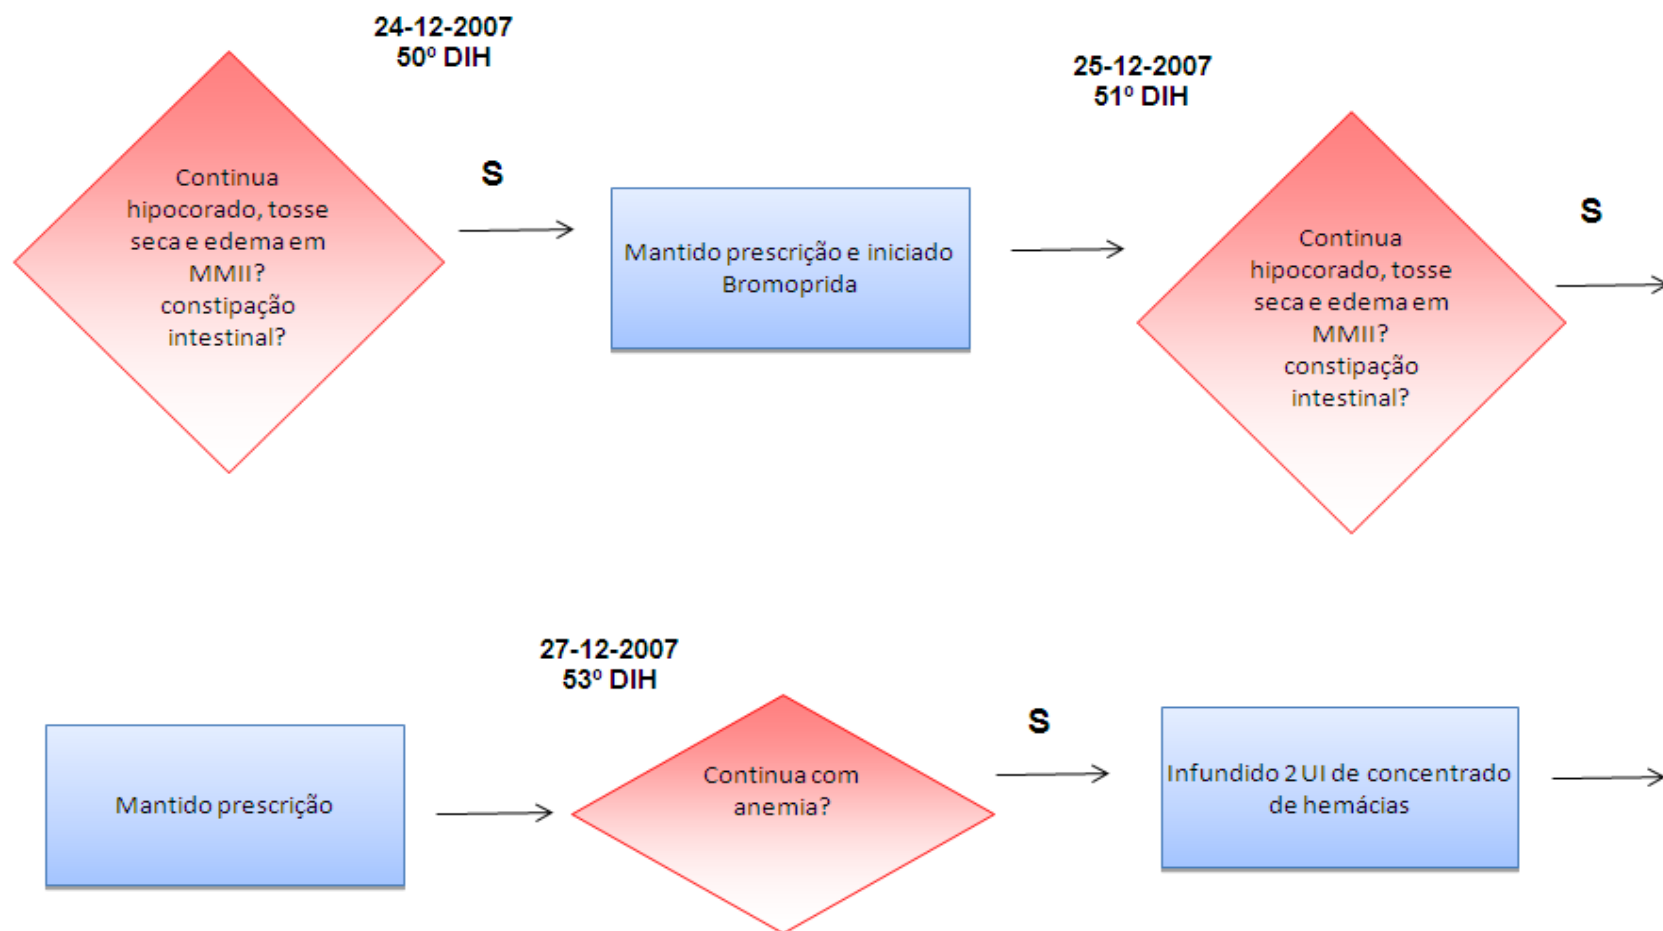 24-12-2007
50º DIH
Continua
hipocorado, tosse
seca e edema em
MMII?
constipação
intestinal?
S
Mantido prescrição e iniciado
Bromoprida
25-12-2007
51º DIH
Continua
hipocorado, tosse
seca e edema em
MMII?
constipação
intestinal?
S
Mantido prescrição
27-12-2007
53º DIH
Continua com
anemia?
S
Infundido 2 UI de concentrado
de hemácias